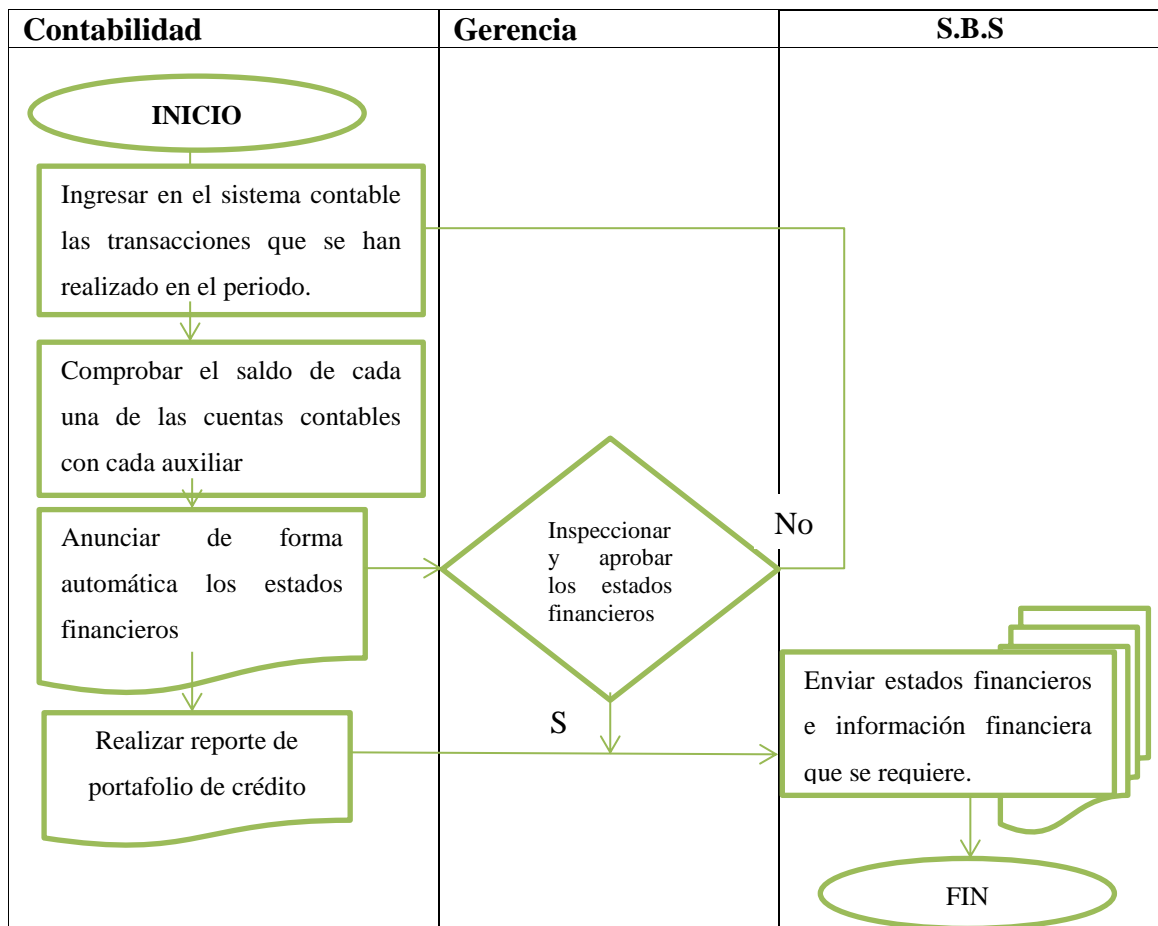 Contabilidad
Gerencia
S.B.S
INICIO
Ingresar en el sistema contable
las transacciones que se han
realizado en el periodo.
Comprobar el saldo de cada
una de las cuentas contables
con cada auxiliar
Anunciar de forma
automática los estados
financieros
Realizar reporte de
portafolio de crédito
Inspeccionar
y aprobar
los estados
financieros
No
S
Enviar estados financieros
e información financiera
que se requiere.
FIN